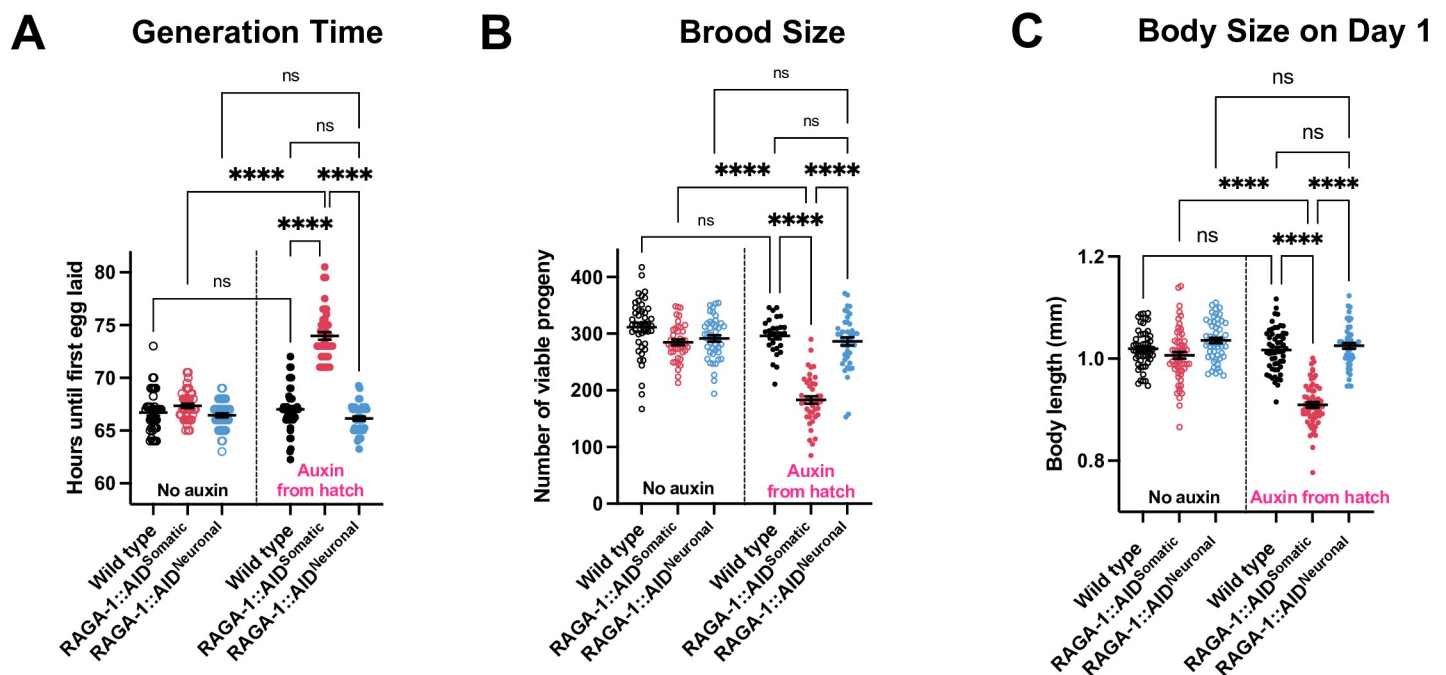 A
Generation Time
ns
ns
****
****
****
ns
Hours until first egg laid
80
75
70
65
60
No auxin
Auxin
from hatch
Wild type
RAGA-1::AIDSomatic
RAGA-1::AIDNeuronal
Wild type
RAGA-1::AIDSomatic
RAGA-1::AIDNeuronal
B
Brood Size
ns
ns
****
****
ns
****
Number of viable progeny
400
300
200
100
0
No auxin
Auxin
from hatch
Wild type
RAGA-1::AIDSomatic
RAGA-1::AIDNeuronal
Wild type
RAGA-1::AIDSomatic
RAGA-1::AIDNeuronal
C
Body Size on Day 1
ns
ns
****
****
ns
****
Body length (mm)
1.2
1.0
0.8
No auxin
Auxin from hatch
Wild type
RAGA-1::AIDSomatic
RAGA-1::AIDNeuronal
Wild type
RAGA-1::AIDSomatic
RAGA-1::AIDNeuronal